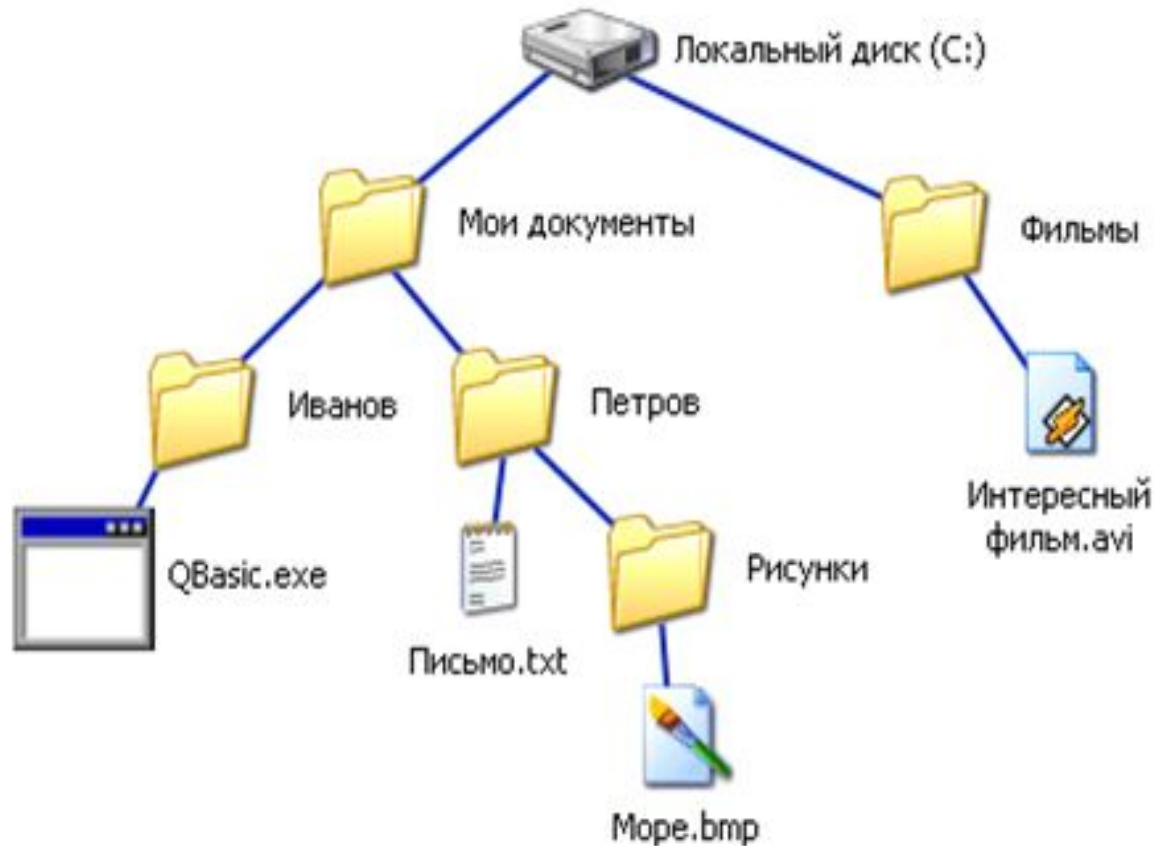 Локальный диск (C:)
Мои документы
Фильмы
Иванов
Петров
Интересный
фильм.avi
QBasic.exe
Рисунки
Письмо.txt
Море.bmp